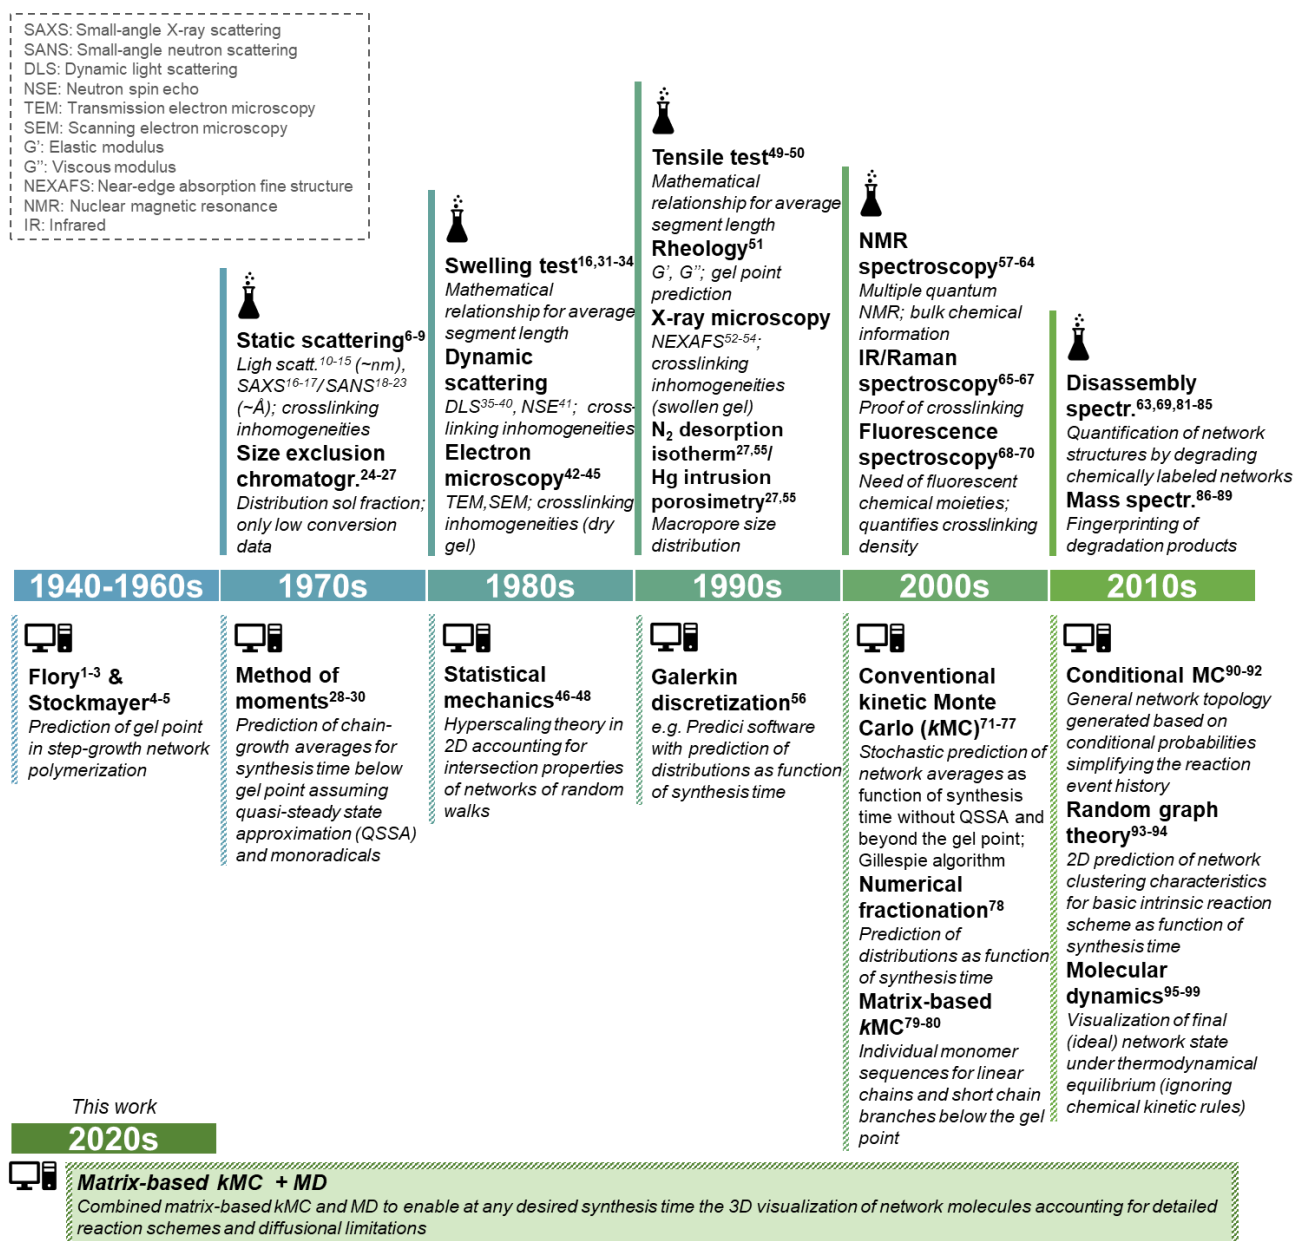 SAXS: Small-angle X-ray scattering
SANS: Small-angle neutron scattering
DLS: Dynamic light scattering
NSE: Neutron spin echo
TEM: Transmission electron microscopy
SEM: Scanning electron microscopy
G': Elastic modulus
G'': Viscous modulus
NEXAFS: Near-edge absorption fine structure
NMR: Nuclear magnetic resonance
IR: Infrared
Static scattering6-9
Ligh scatt.10-15 (~nm),
SAXS16-17/SANS18-23
(~Å); crosslinking
inhomogeneities
Size exclusion
chromatogr.24-27
Distribution sol fraction;
only low conversion
data
Swelling test16,31-34
Mathematical
relationship for average
segment length
Dynamic
scattering
DLS35-40, NSE41; cross-
linking inhomogeneities
Electron
microscopy42-45
TEM,SEM; crosslinking
inhomogeneities (dry
gel)
Tensile test49-50
Mathematical
relationship for average
segment length
Rheology51
G', G''; gel point
prediction
X-ray microscopy
NEXAFS52-54;
crosslinking
inhomogeneities
(swollen gel)
N2 desorption
isotherm27,55/
Hg intrusion
porosimetry27,55
Macropore size
distribution
NMR
spectroscopy57-64
Multiple quantum
NMR; bulk chemical
information
IR/Raman
spectroscopy65-67
Proof of crosslinking
Fluorescence
spectroscopy68-70
Need of fluorescent
chemical moieties;
quantifies crosslinking
density
Disassembly
spectr.63,69,81-85
Quantification of network
structures by degrading
chemically labeled networks
Mass spectr.86-89
Fingerprinting of
degradation products
1940-1960s
1970s
1980s
1990s
2000s
2010s
Flory1-3 &
Stockmayer4-5
Prediction of gel point
in step-growth network
polymerization
Method of
moments28-30
Prediction of chain-
growth averages for
synthesis time below
gel point assuming
quasi-steady state
approximation (QSSA)
and monoradicals
Statistical
mechanics46-48
Hyperscaling theory in
2D accounting for
intersection properties
of networks of random
walks
Galerkin
discretization56
e.g. Predici software
with prediction of
distributions as function
of synthesis time
Conventional
kinetic Monte
Carlo (kMC)71-77
Stochastic prediction of
network averages as
function of synthesis
time without QSSA and
beyond the gel point;
Gillespie algorithm
Numerical
fractionation78
Prediction of
distributions as function
of synthesis time
Matrix-based
kMC79-80
Individual monomer
sequences for linear
chains and short chain
branches below the gel
point
Conditional MC90-92
General network topology
generated based on
conditional probabilities
simplifying the reaction
event history
Random graph
theory93-94
2D prediction of network
clustering characteristics
for basic intrinsic reaction
scheme as function of
synthesis time
Molecular
dynamics95-99
Visualization of final
(ideal) network state
under thermodynamical
equilibrium (ignoring
chemical kinetic rules)
This work
2020s
Matrix-based kMC + MD
Combined matrix-based kMC and MD to enable at any desired synthesis time the 3D visualization of network molecules accounting for detailed
reaction schemes and diffusional limitations